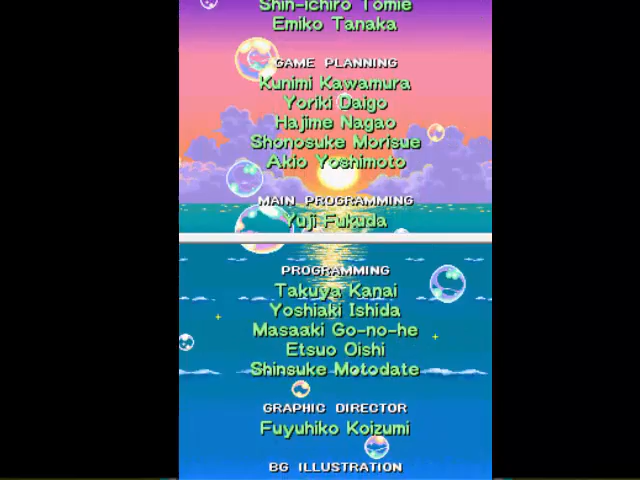 Shin-ichiro Tomie
Emiko Tanaka
GAME PLANNING
Kunimi Kawamura
Yoriki Daigo
Hajime Nagao
Shonosuke Morisue
Akio Yoshimoto
MAIN PROGRAMMING
Yuji Fukuda
PROGRAMMING
Takuya Kanai
Yoshiaki Ishida
Masaaki Go-no-he
Etsuo Oishi
Shinsuke Motodate
GRAPHIC DIRECTOR
Fuyuhiko Koizumi
BG ILLUSTRATION